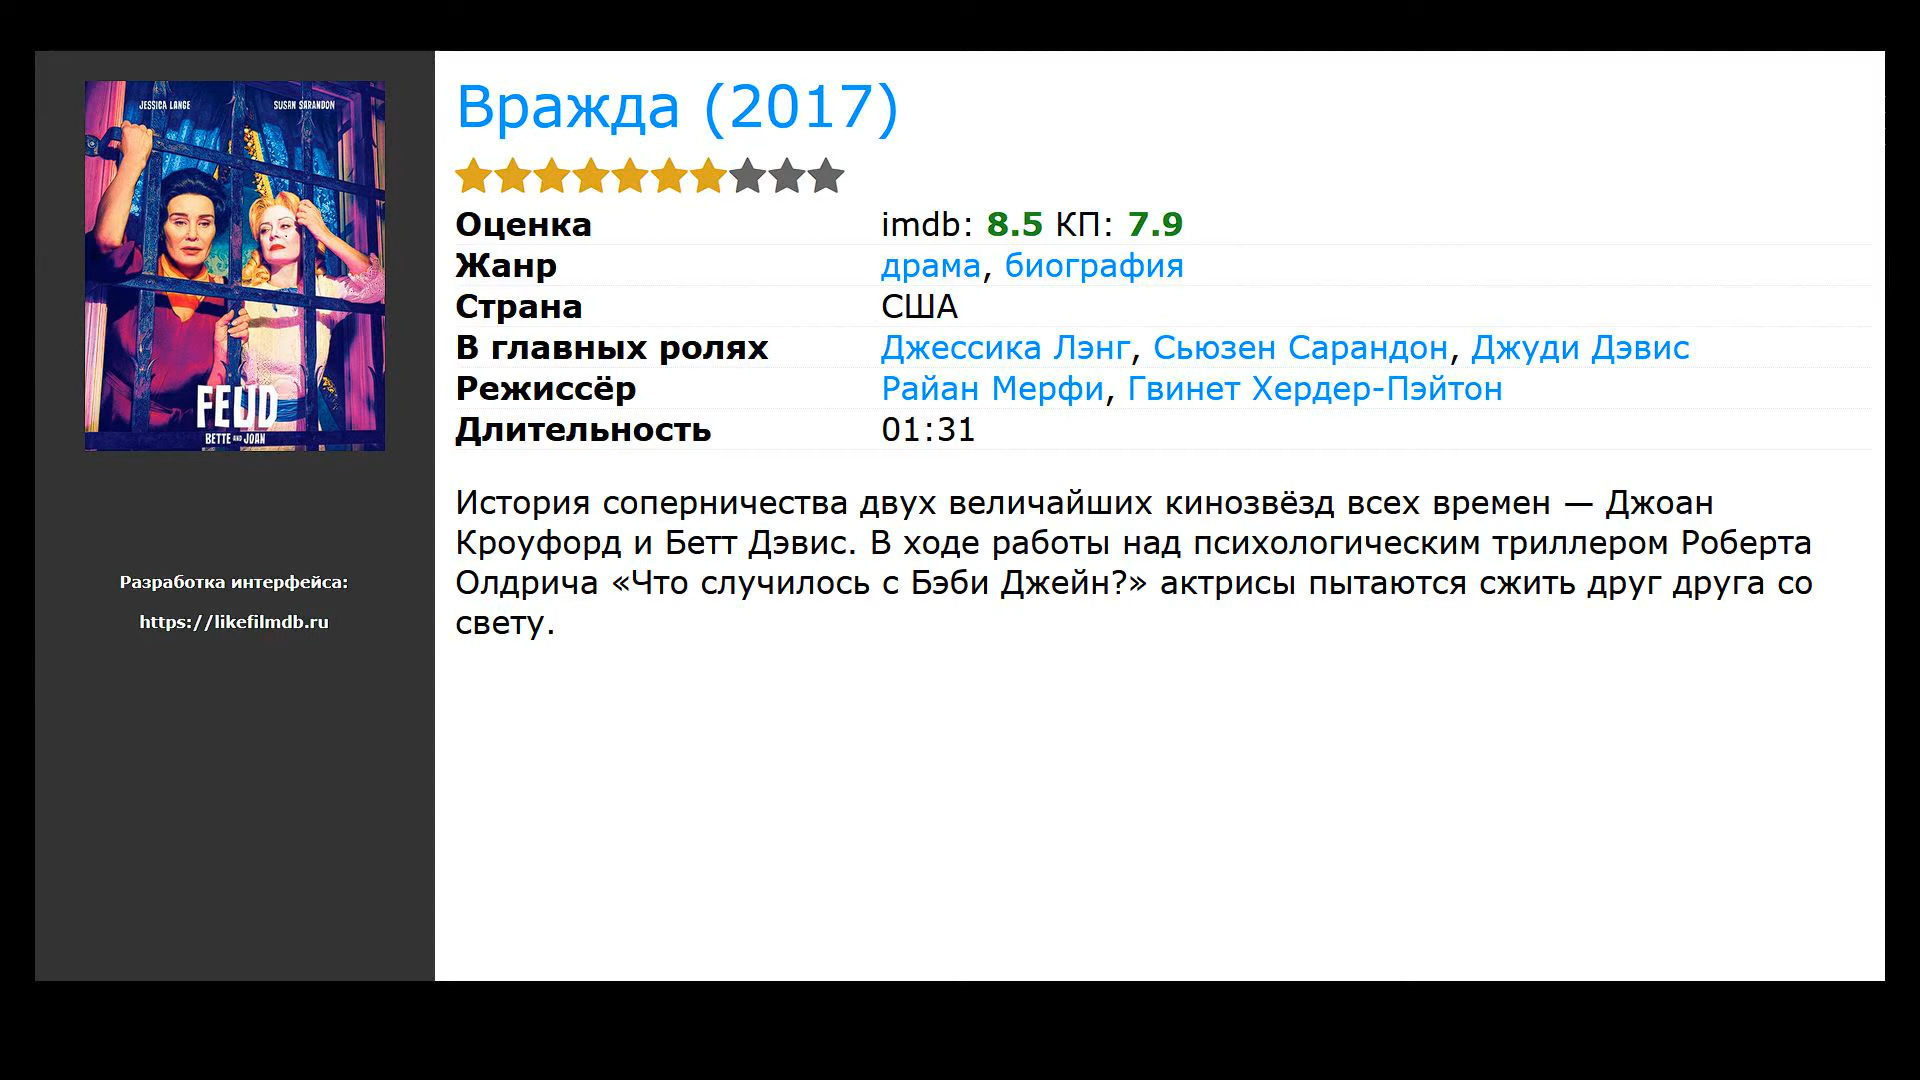 JESSICA LANGE
SUSAN SARANDON
FEUD
BETTE AND JOAN
Разработка интерфейса:
https://likefilmdb.ru
Вражда (2017)
Оценка imdb: 8.5 КП: 7.9
Жанр драма, биография
Страна США
В главных ролях Джессика Лэнг, Сьюзен Сарандон, Джуди Дэвис
Режиссёр Райан Мерфи, Гвинет Хердер-Пэйтон
Длительность 01:31
История соперничества двух величайших кинозвёзд всех времен — Джоан
Кроуфорд и Бетт Дэвис. В ходе работы над психологическим триллером Роберта
Олдрича «Что случилось с Бэби Джейн?» актрисы пытаются сжить друг друга со
свету.